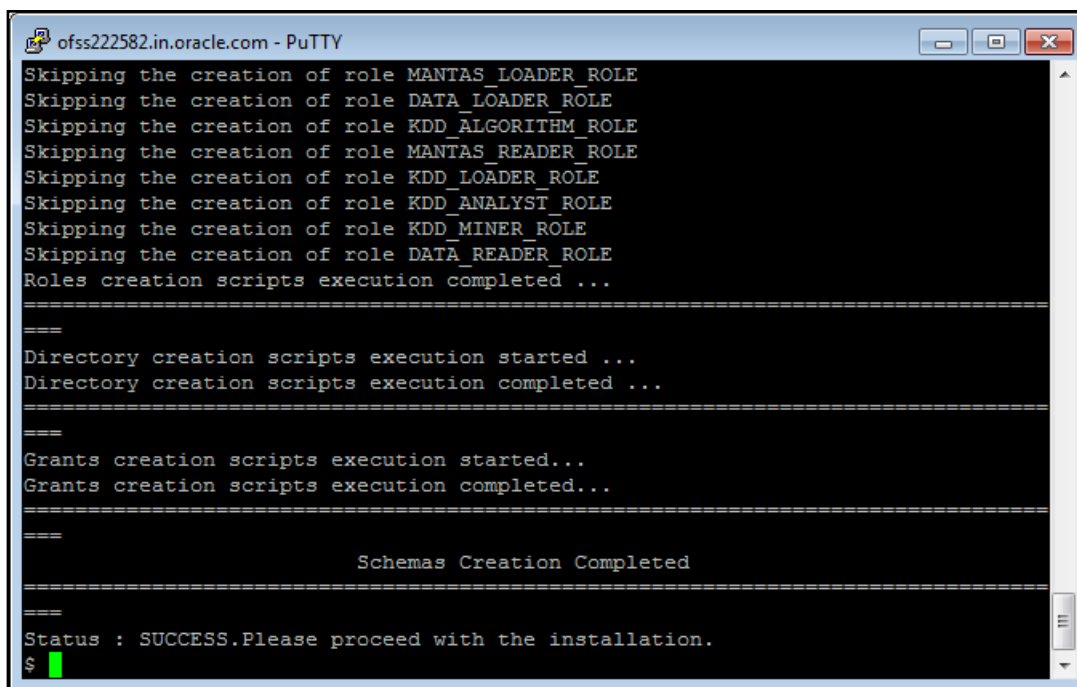 ofss222582.in.oracle.com - PuTTY
Skipping the creation of role MANTAS_LOADER_ROLE
Skipping the creation of role DATA_LOADER_ROLE
Skipping the creation of role KDD_ALGORITHM_ROLE
Skipping the creation of role MANTAS_READER_ROLE
Skipping the creation of role KDD_LOADER_ROLE
Skipping the creation of role KDD_ANALYST_ROLE
Skipping the creation of role KDD_MINER_ROLE
Skipping the creation of role DATA_READER_ROLE
Roles creation scripts execution completed ...
================================================================================
===
Directory creation scripts execution started ...
Directory creation scripts execution completed ...
================================================================================
===
Grants creation scripts execution started...
Grants creation scripts execution completed...
================================================================================
===
Schemas Creation Completed
================================================================================
===
Status : SUCCESS.Please proceed with the installation.
$